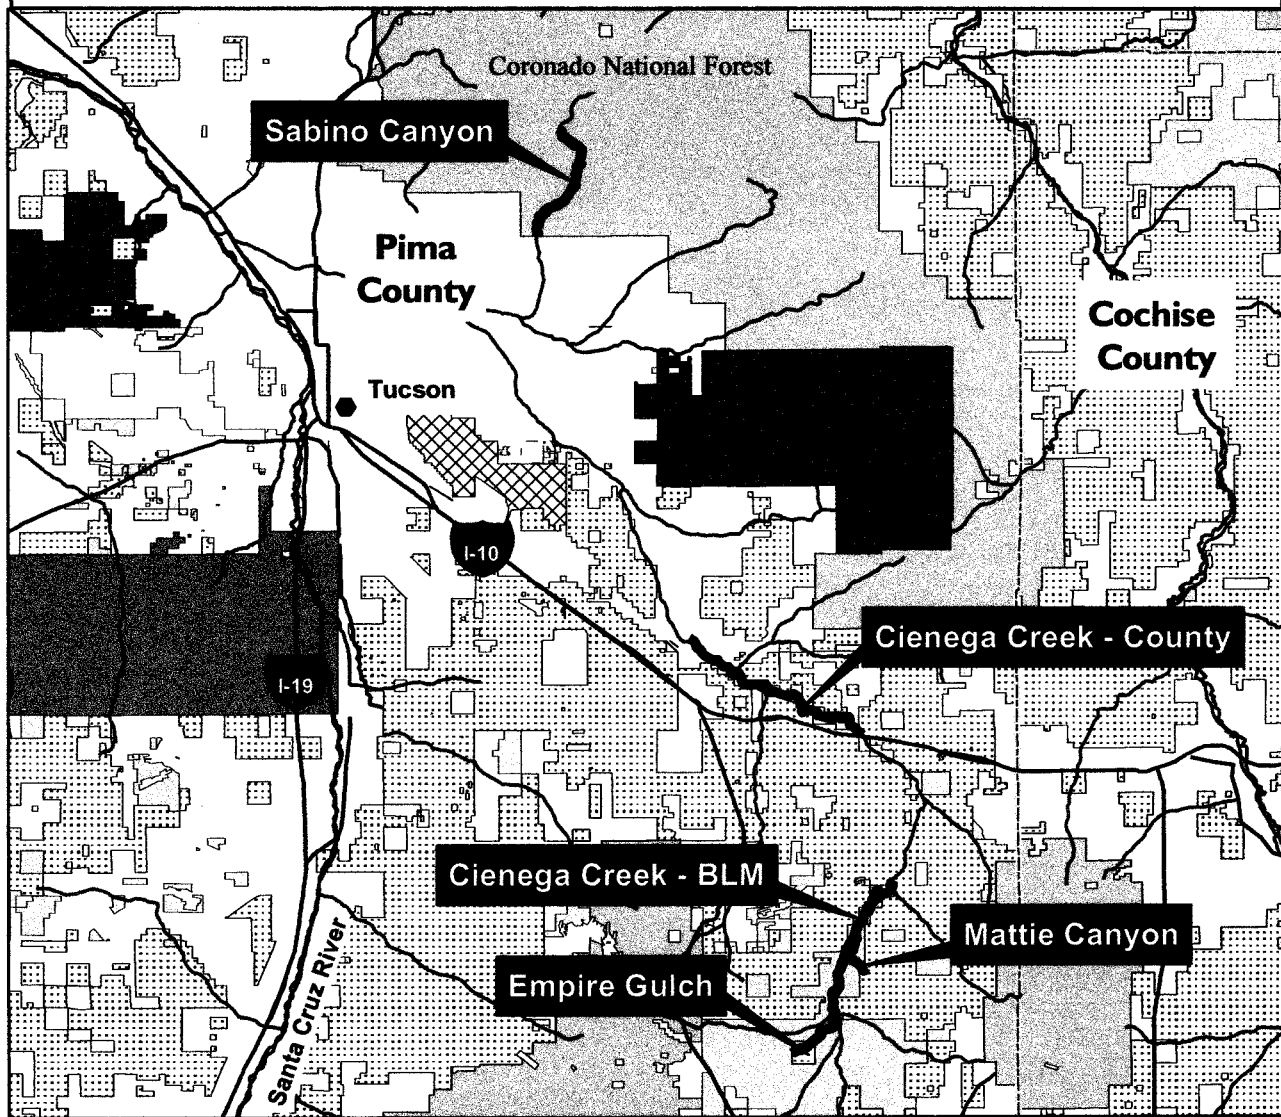 Coronado National Forest
Sabino Canyon
Pima
County
Cochise
County
Tucson
I-10
Cienega Creek - County
I-19
Cienega Creek - BLM
Mattie Canyon
Empire Gulch
Santa Cruz River